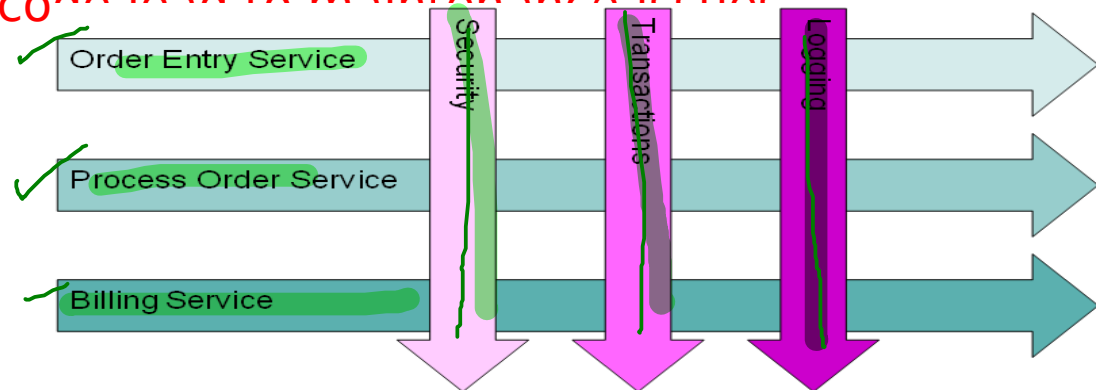 Order Entry Service
Process Order Service
Billing Service
Security
Transactions
Logging